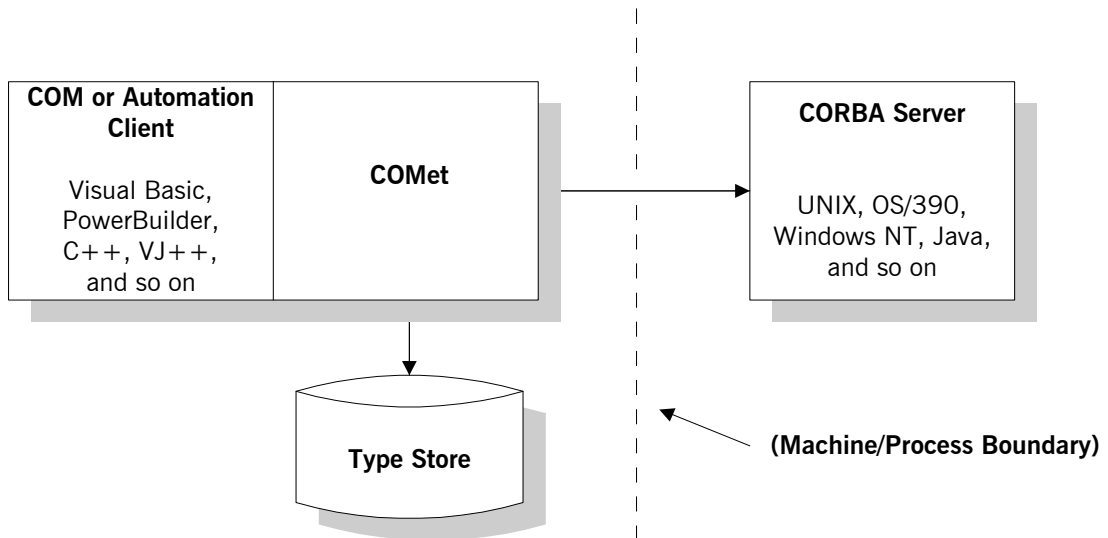 COM or Automation
Client
Visual Basic,
PowerBuilder,
C++, VJ++,
and so on
COMet
CORBA Server
UNIX, OS/390,
Windows NT, Java,
and so on
Type Store
(Machine/Process Boundary)